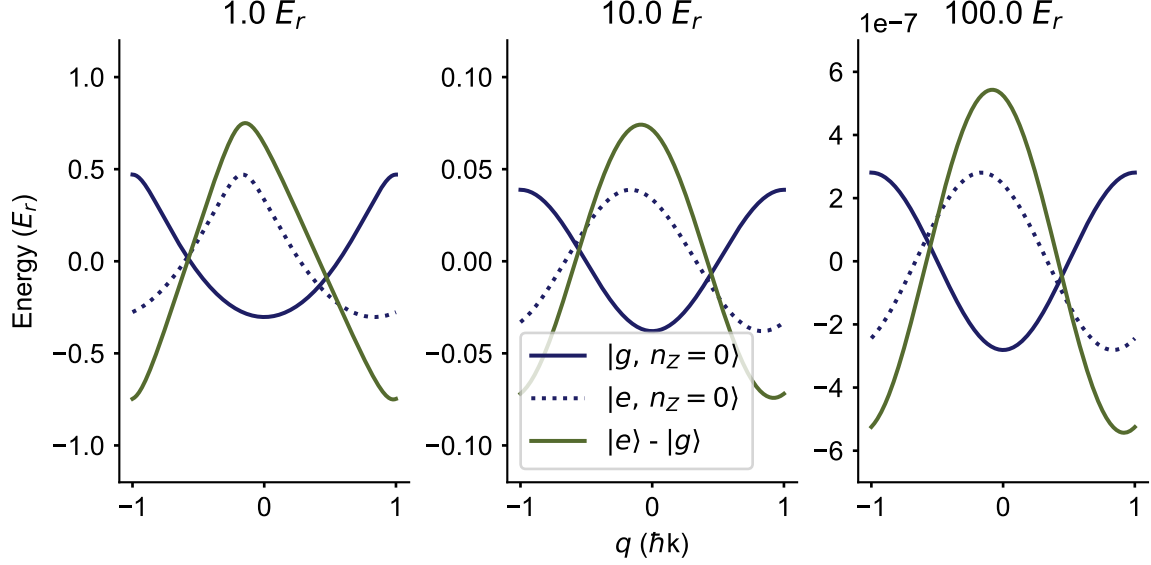 1.0 E_r
10.0 E_r
100.0 E_r
1e-7
Energy (E_r)
1.0
0.5
0.0
−0.5
−1.0
−1
0
1
0.10
0.05
0.00
−0.05
−0.10
−1
0
1
6
4
2
0
−2
−4
−6
−1
0
1
|g, n_Z = 0⟩
|e, n_Z = 0⟩
|e⟩ - |g⟩
q (ħk)